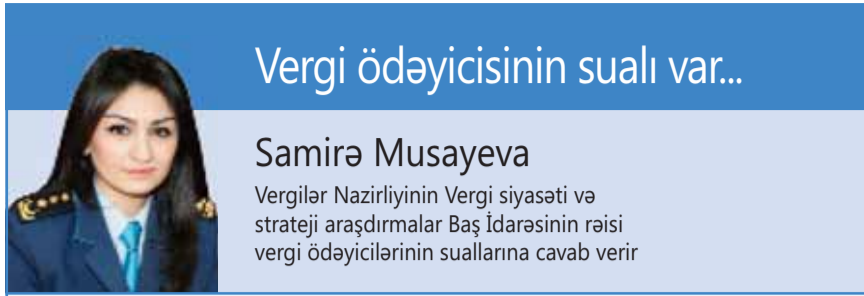 Vergi ödəyicisinin sualı var...
Samirə Musayeva
Vergilər Nazirliyinin Vergi siyasəti və
strateji araşdırmalar Baş İdarəsinin rəisi
vergi ödəyicilərinin suallarına cavab verir